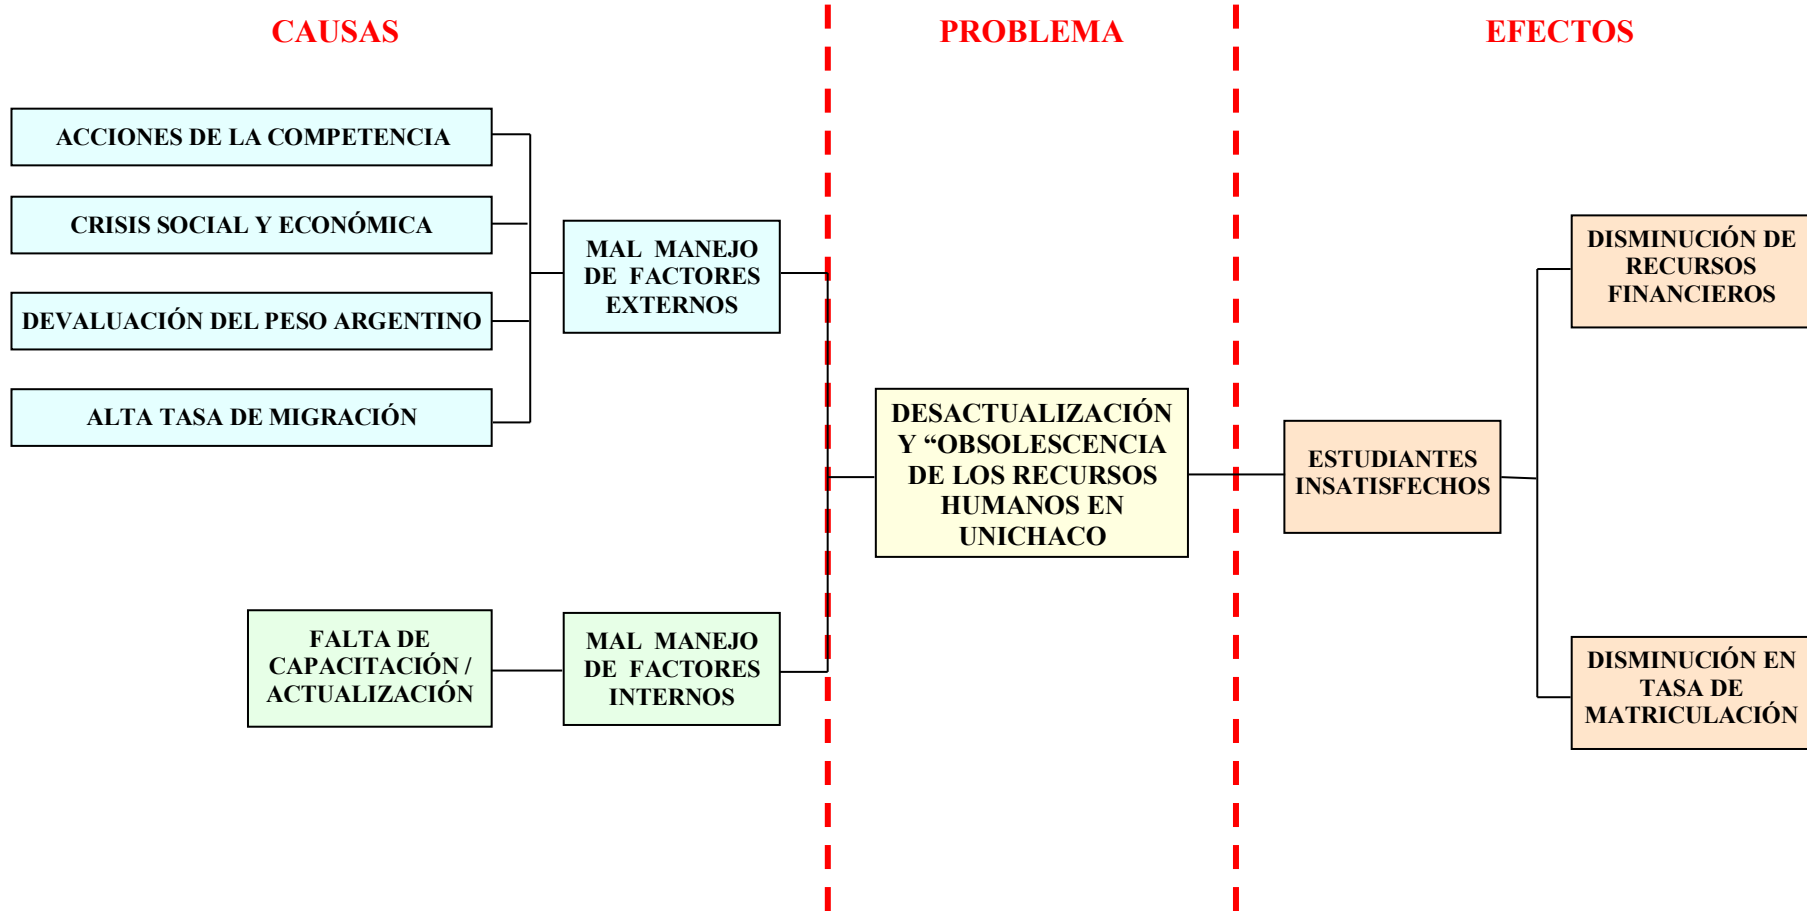 CAUSAS
PROBLEMA
EFECTOS
ACCIONES DE LA COMPETENCIA
CRISIS SOCIAL Y ECONÓMICA
DEVALUACIÓN DEL PESO ARGENTINO
ALTA TASA DE MIGRACIÓN
MAL MANEJO
DE FACTORES
EXTERNOS
FALTA DE
CAPACITACIÓN /
ACTUALIZACIÓN
MAL MANEJO
DE FACTORES
INTERNOS
DESACTUALIZACIÓN
Y “OBSOLESCENCIA
DE LOS RECURSOS
HUMANOS EN
UNICHACO
ESTUDIANTES
INSATISFECHOS
DISMINUCIÓN DE
RECURSOS
FINANCIEROS
DISMINUCIÓN EN
TASA DE
MATRICULACIÓN